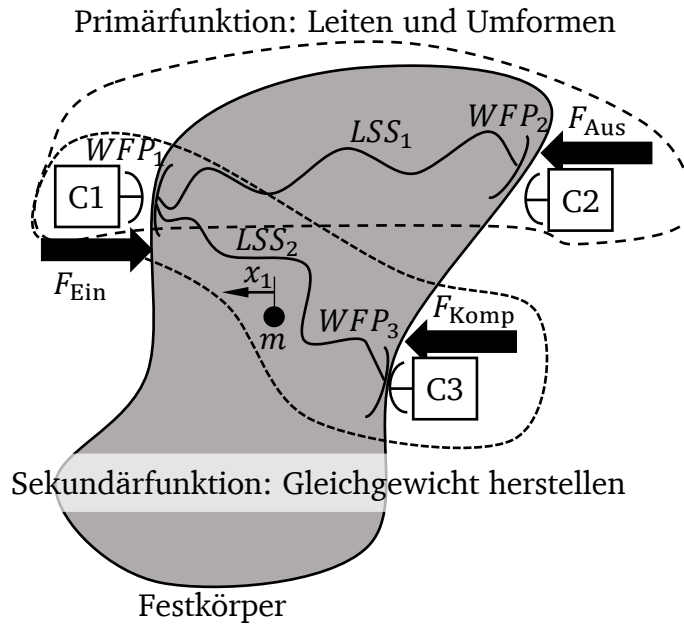 Primärfunktion: Leiten und Umformen
WFP₂
F_Aus
LSS₁
WFP₁
C1
C2
LSS₂
F_Ein
x₁
m
WFP₃
F_Komp
C3
Sekundärfunktion: Gleichgewicht herstellen
Festkörper